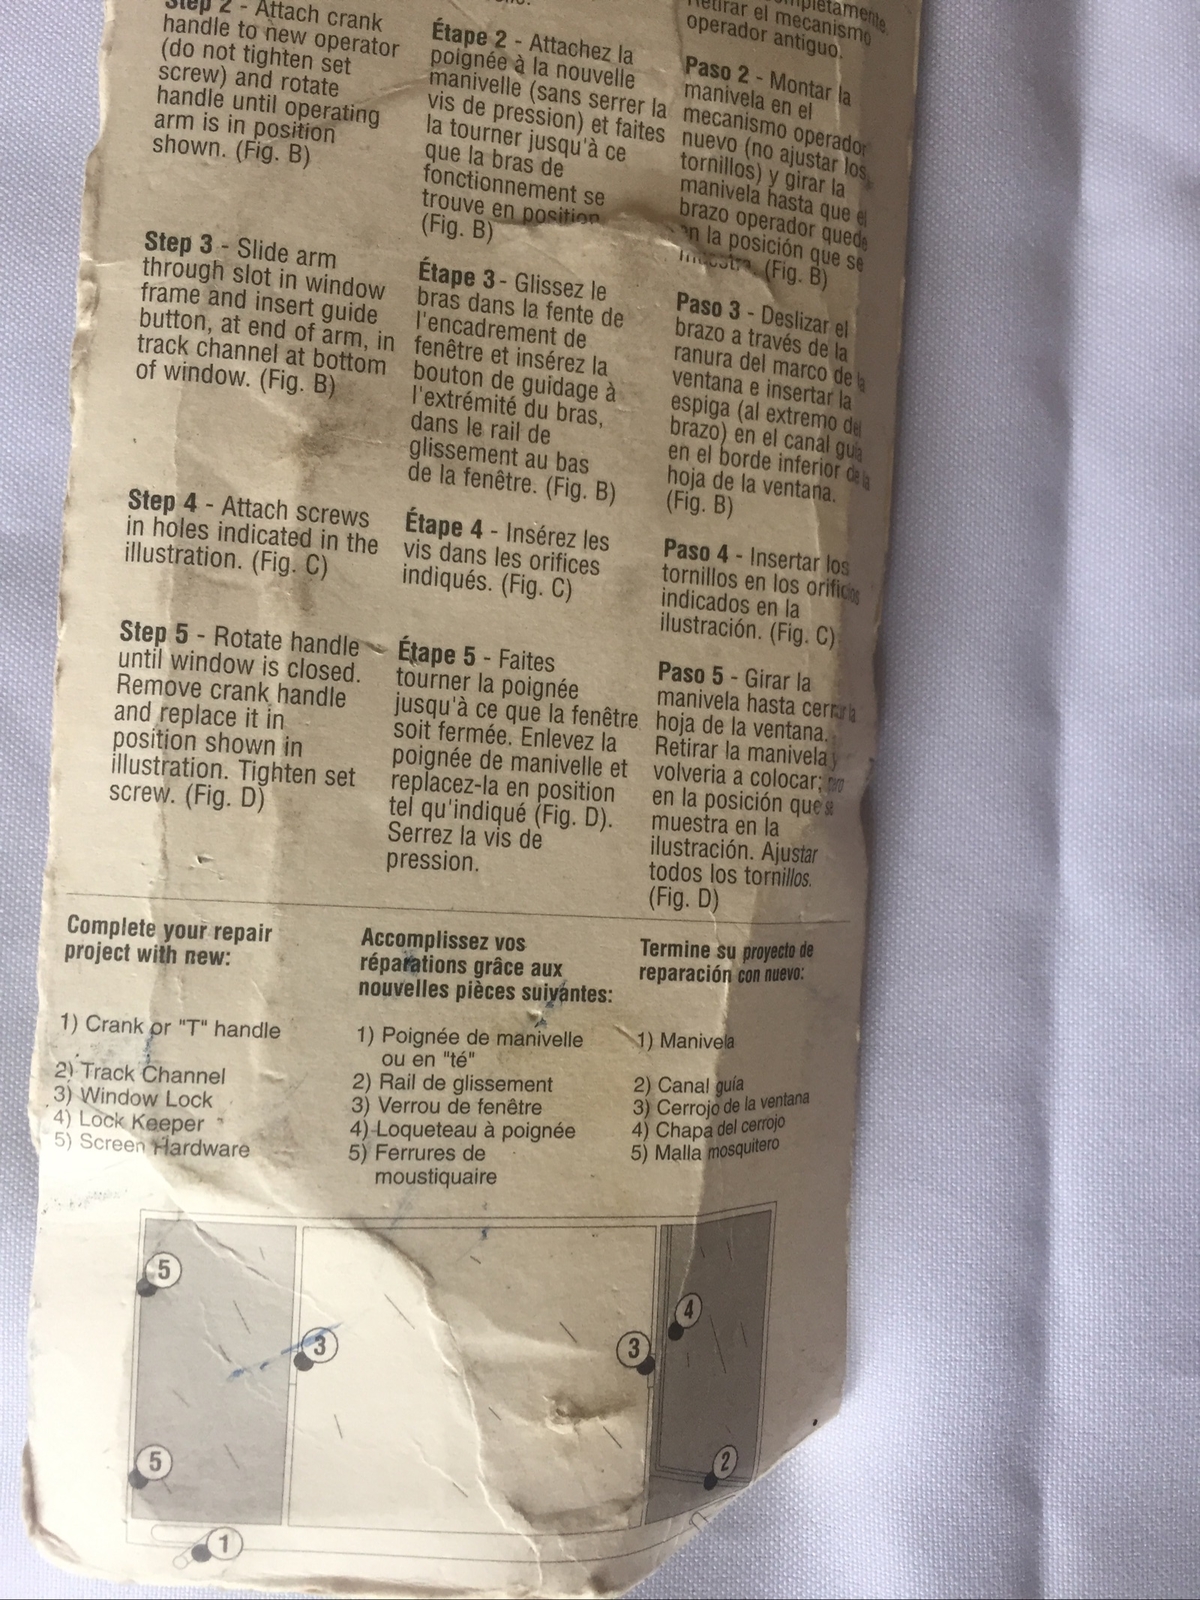 Step 2 - Attach crank
handle to new operator
(do not tighten set
screw) and rotate
handle until operating
arm is in position
shown. (Fig. B)
Step 3 - Slide arm
through slot in window
frame and insert guide
button, at end of arm, in
track channel at bottom
of window. (Fig. B)
Step 4 - Attach screws
in holes indicated in the
illustration. (Fig. C)
Step 5 - Rotate handle
until window is closed.
Remove crank handle
and replace it in
position shown in
illustration. Tighten set
screw. (Fig. D)
Étape 2 - Attachez la
poignée à la nouvelle
manivelle (sans serrer la
vis de pression) et faites
la tourner jusqu'à ce
que la bras de
fonctionnement se
trouve en position
(Fig. B)
Étape 3 - Glissez le
bras dans la fente de
l'encadrement de
fenêtre et insérez la
bouton de guidage à
l'extrémité du bras,
dans le rail de
glissement au bas
de la fenêtre. (Fig. B)
Étape 4 - Insérez les
vis dans les orifices
indiqués. (Fig. C)
Étape 5 - Faites
tourner la poignée
jusqu'à ce que la fenêtre
soit fermée. Enlevez la
poignée de manivelle et
replacez-la en position
tel qu'indiqué (Fig. D).
Serrez la vis de
pression.
Retirar el mecanismo
operador antiguo.
Paso 2 - Montar la
manivela en el
mecanismo operador
nuevo (no ajustar los
tornillos) y girar la
manivela hasta que el
brazo operador quede
en la posición que se
muestra. (Fig. B)
Paso 3 - Deslizar el
brazo a través de la
ranura del marco de la
ventana e insertar la
espiga (al extremo del
brazo) en el canal guía
en el borde inferior de la
hoja de la ventana.
(Fig. B)
Paso 4 - Insertar los
tornillos en los orificios
indicados en la
ilustración. (Fig. C)
Paso 5 - Girar la
manivela hasta cerrar la
hoja de la ventana.
Retirar la manivela y
volveria a colocar;
en la posición que se
muestra en la
ilustración. Ajustar
todos los tornillos.
(Fig. D)
Complete your repair
project with new:
1) Crank or "T" handle
2) Track Channel
3) Window Lock
4) Lock Keeper
5) Screen Hardware
Accomplissez vos
réparations grâce aux
nouvelles pièces suivantes:
1) Poignée de manivelle
ou en "té"
2) Rail de glissement
3) Verrou de fenêtre
4) Loqueteau à poignée
5) Ferrures de
moustiquaire
Termine su proyecto de
reparación con nuevo:
1) Manivela
2) Canal guía
3) Cerrojo de la ventana
4) Chapa del cerrojo
5) Malla mosquitero
5
3
3
4
5
2
1